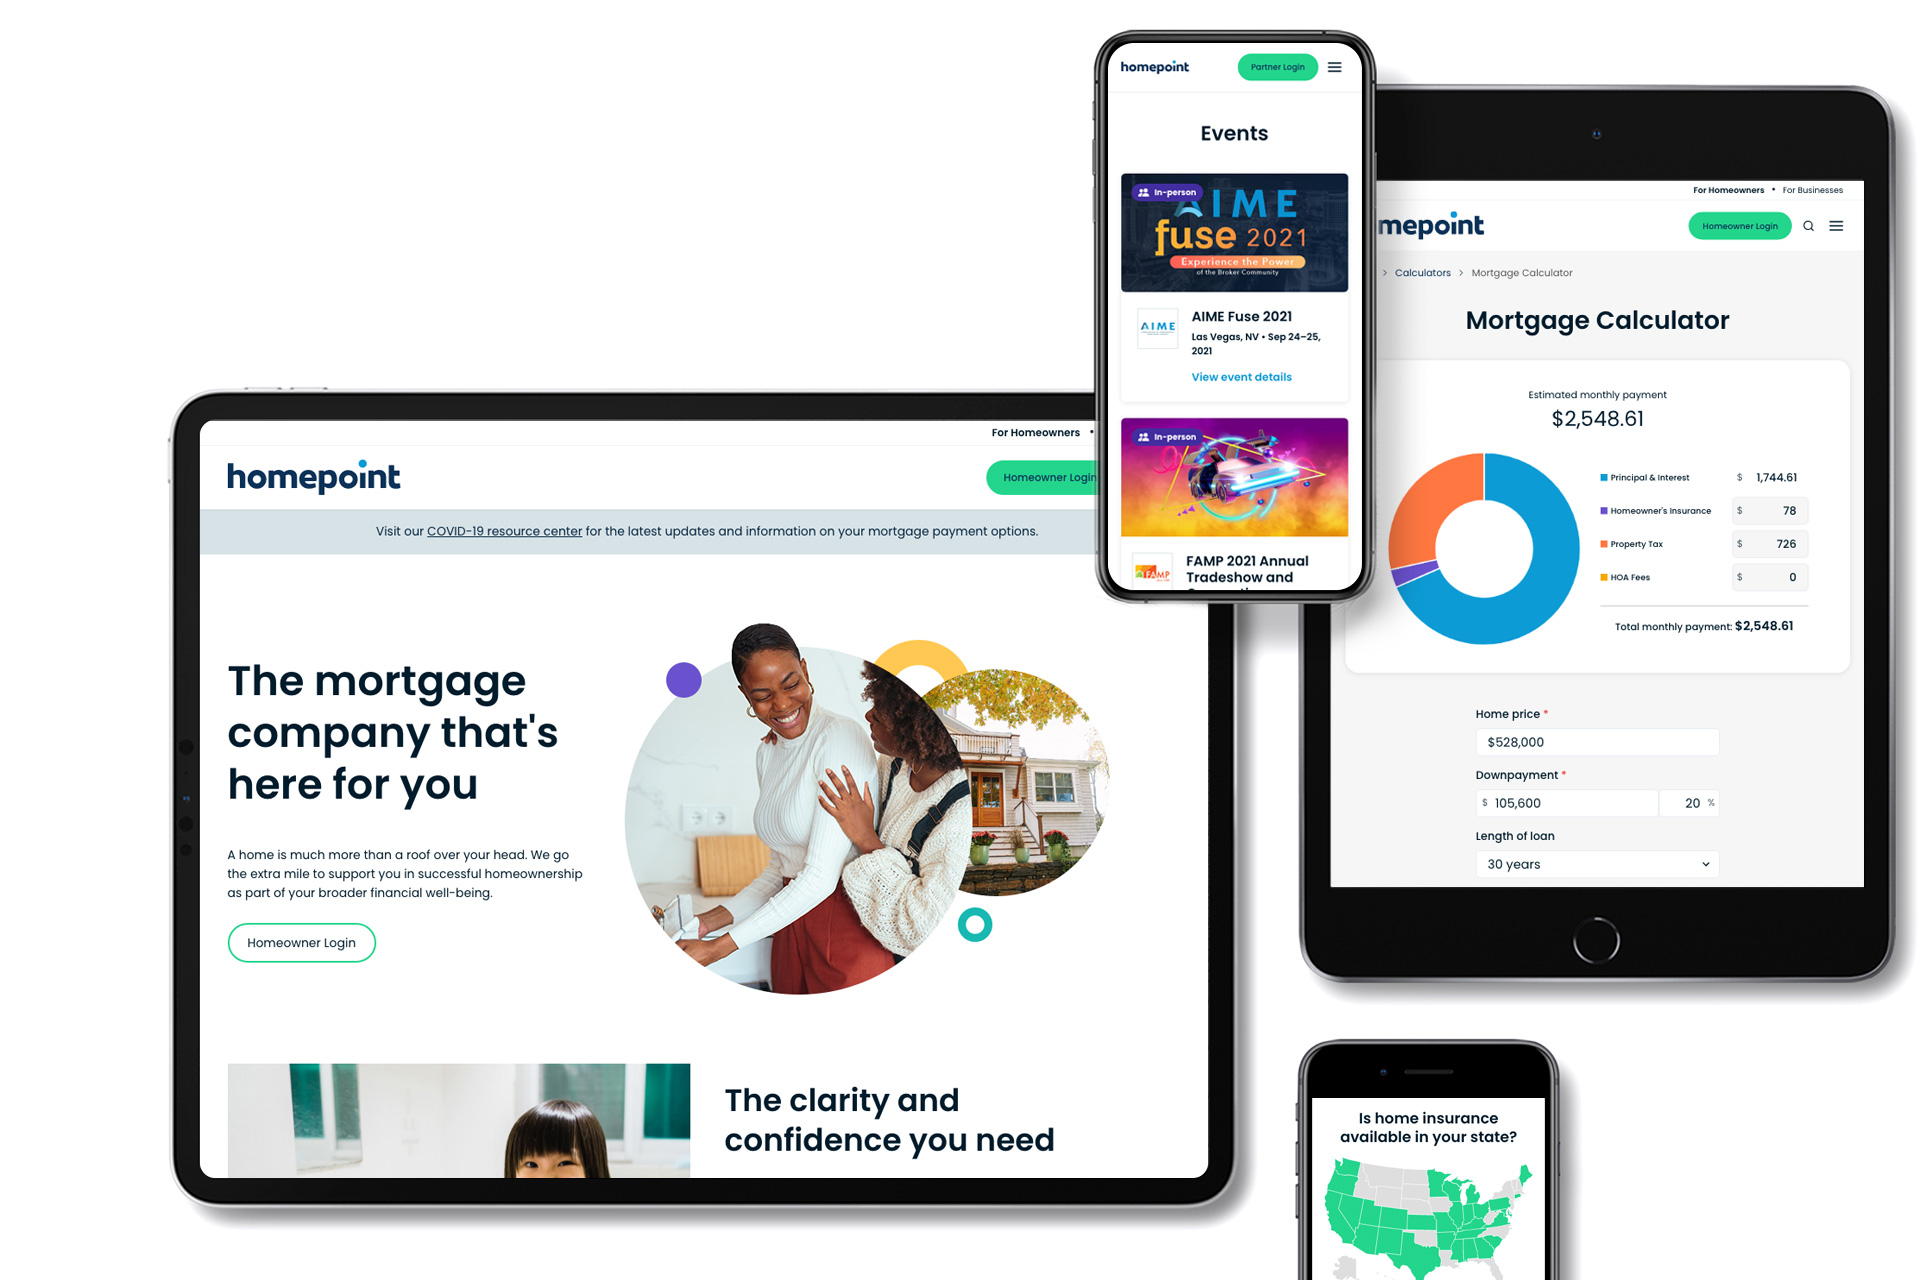 For Homeowners •
homepoint
Homeowner Login
Visit our COVID-19 resource center for the latest updates and information on your mortgage payment options.
The mortgage
company that's
here for you
A home is much more than a roof over your head. We go
the extra mile to support you in successful homeownership
as part of your broader financial well-being.
Homeowner Login
The clarity and
confidence you need
homepoint
Partner Login
Events
In-person
AIME
fuse 2021
Experience the Power
of the Broker Community
AIME
AIME Fuse 2021
Las Vegas, NV • Sep 24–25,
2021
View event details
In-person
FAMP
FAMP 2021 Annual
Tradeshow and
For Homeowners • For Businesses
mepoint
Homeowner Login
> Calculators > Mortgage Calculator
Mortgage Calculator
Estimated monthly payment
$2,548.61
Principal & Interest $ 1,744.61
Homeowner's Insurance $ 78
Property Tax $ 726
HOA Fees $ 0
Total monthly payment: $2,548.61
Home price *
$528,000
Downpayment *
$ 105,600 20 %
Length of loan
30 years
Is home insurance
available in your state?